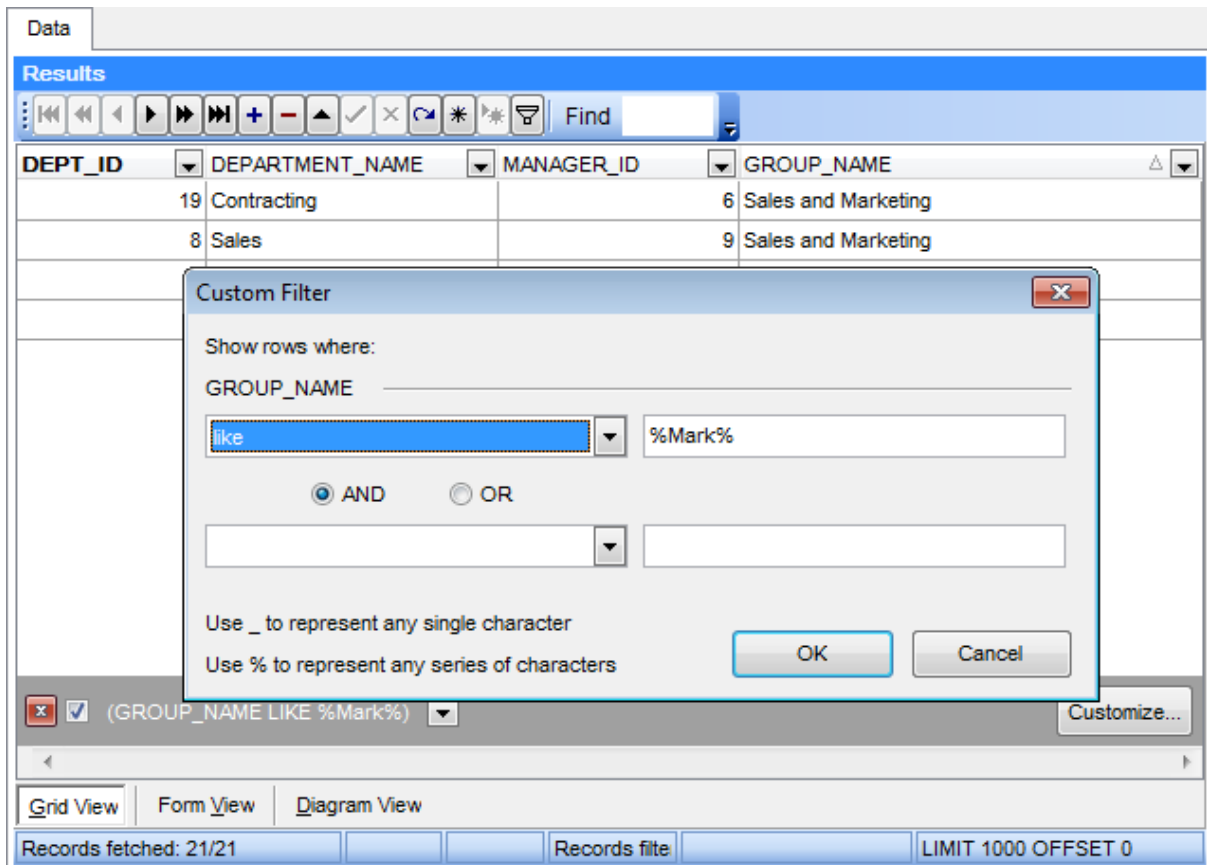 Data
Results
Find
DEPT_ID DEPARTMENT_NAME MANAGER_ID GROUP_NAME
19 Contracting 6 Sales and Marketing
8 Sales 9 Sales and Marketing
Custom Filter
Show rows where:
GROUP_NAME
like %Mark%
AND OR
Use _ to represent any single character
Use % to represent any series of characters
OK Cancel
(GROUP_NAME LIKE %Mark%) Customize...
Grid View Form View Diagram View
Records fetched: 21/21 Records filte LIMIT 1000 OFFSET 0